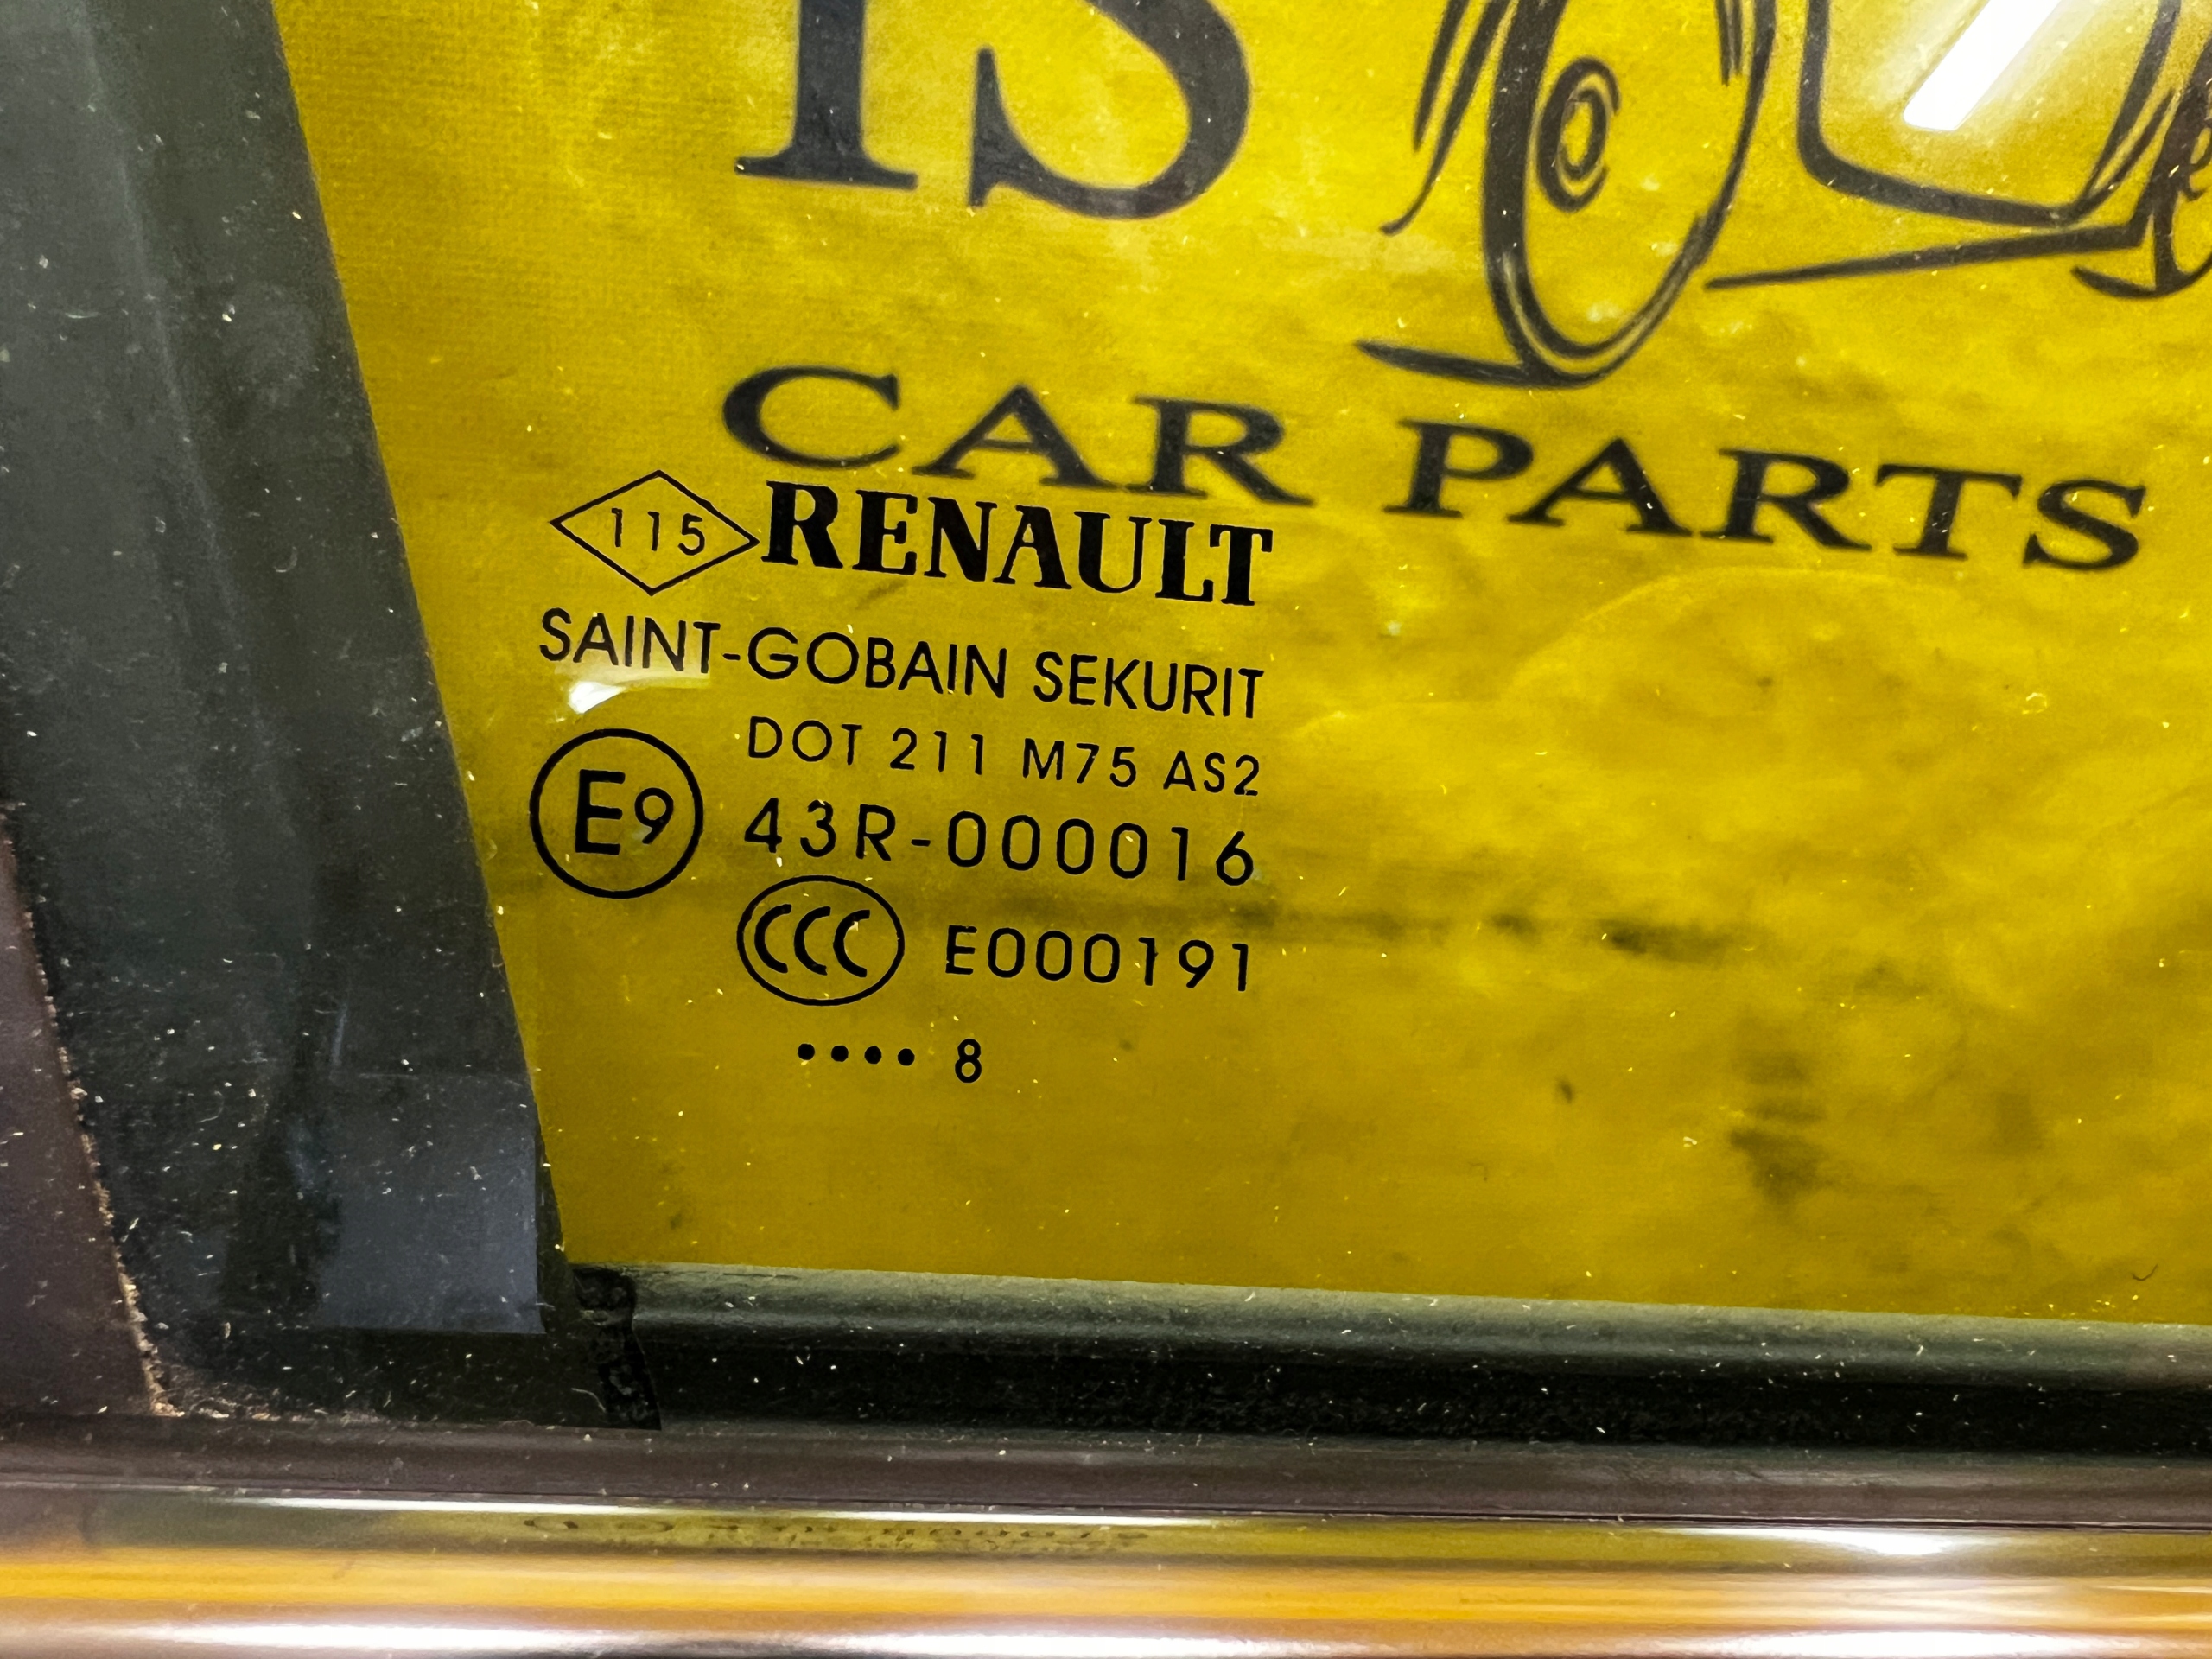 IS
CAR PARTS
115 RENAULT
SAINT-GOBAIN SEKURIT
DOT 211 M75 AS2
E9 43R-000016
CCC E000191
•••• 8